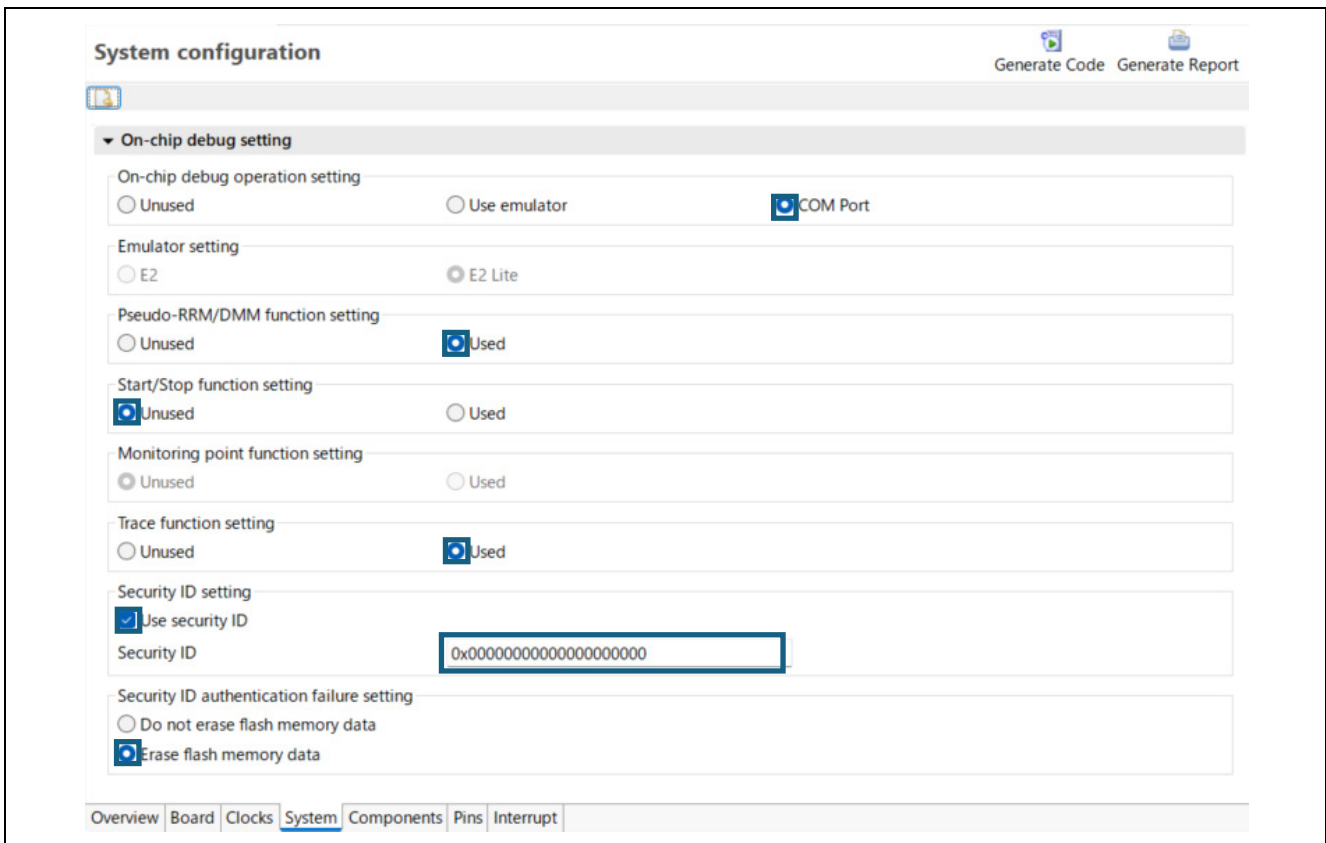 System configuration
Generate Code Generate Report
On-chip debug setting
On-chip debug operation setting
Unused Use emulator COM Port
Emulator setting
E2 E2 Lite
Pseudo-RRM/DMM function setting
Unused Used
Start/Stop function setting
Unused Used
Monitoring point function setting
Unused Used
Trace function setting
Unused Used
Security ID setting
Use security ID
Security ID 0x00000000000000000000
Security ID authentication failure setting
Do not erase flash memory data
Erase flash memory data
Overview Board Clocks System Components Pins Interrupt